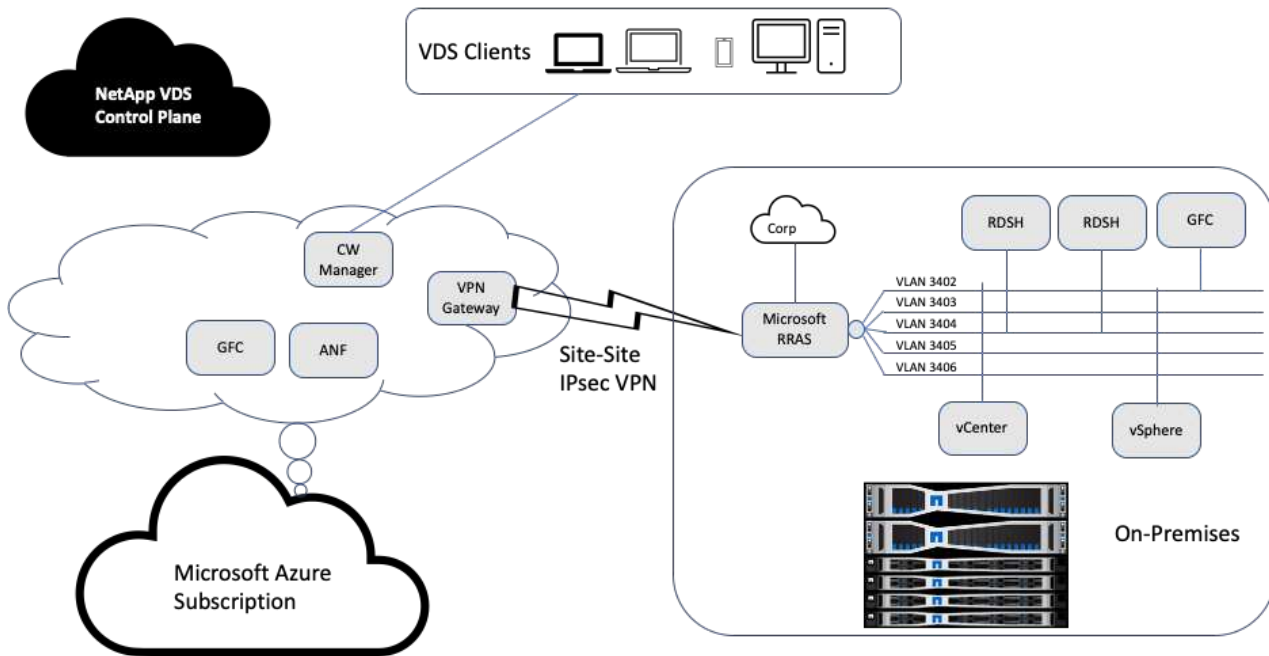 VDS Clients
NetApp VDS
Control Plane
CW
Manager
VPN
Gateway
GFC
ANF
Site-Site
IPsec VPN
Microsoft Azure
Subscription
Corp
Microsoft
RRAS
RDSH
RDSH
GFC
VLAN 3402
VLAN 3403
VLAN 3404
VLAN 3405
VLAN 3406
vCenter
vSphere
On-Premises